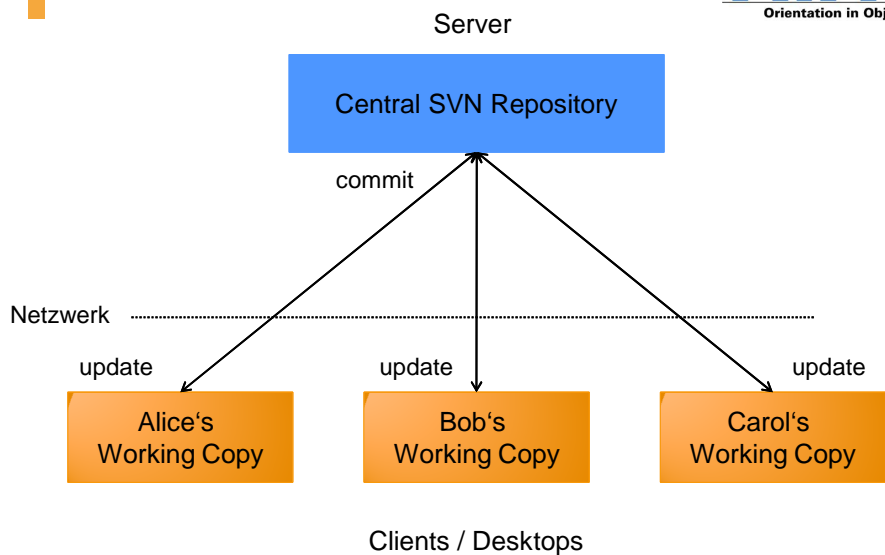 Orientation in Obj
Server
Central SVN Repository
commit
Netzwerk
update
update
update
Alice‘s
Working Copy
Bob‘s
Working Copy
Carol‘s
Working Copy
Clients / Desktops